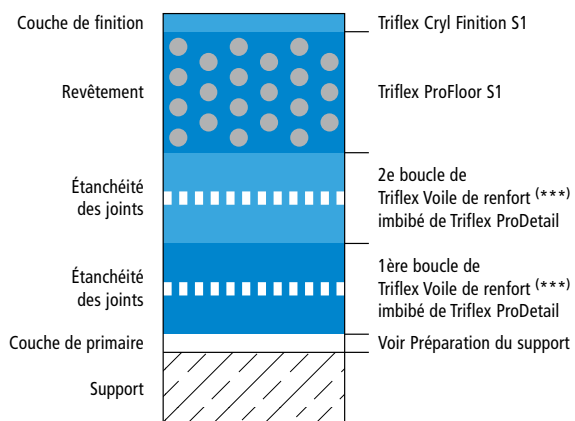 Couche de finition
Triflex Cryl Finition S1
Revêtement
Triflex ProFloor S1
Étanchéité
des joints
2e boucle de
Triflex Voile de renfort (***)
imbibé de Triflex ProDetail
Étanchéité
des joints
1ère boucle de
Triflex Voile de renfort (***)
imbibé de Triflex ProDetail
Couche de primaire
Voir Préparation du support
Support